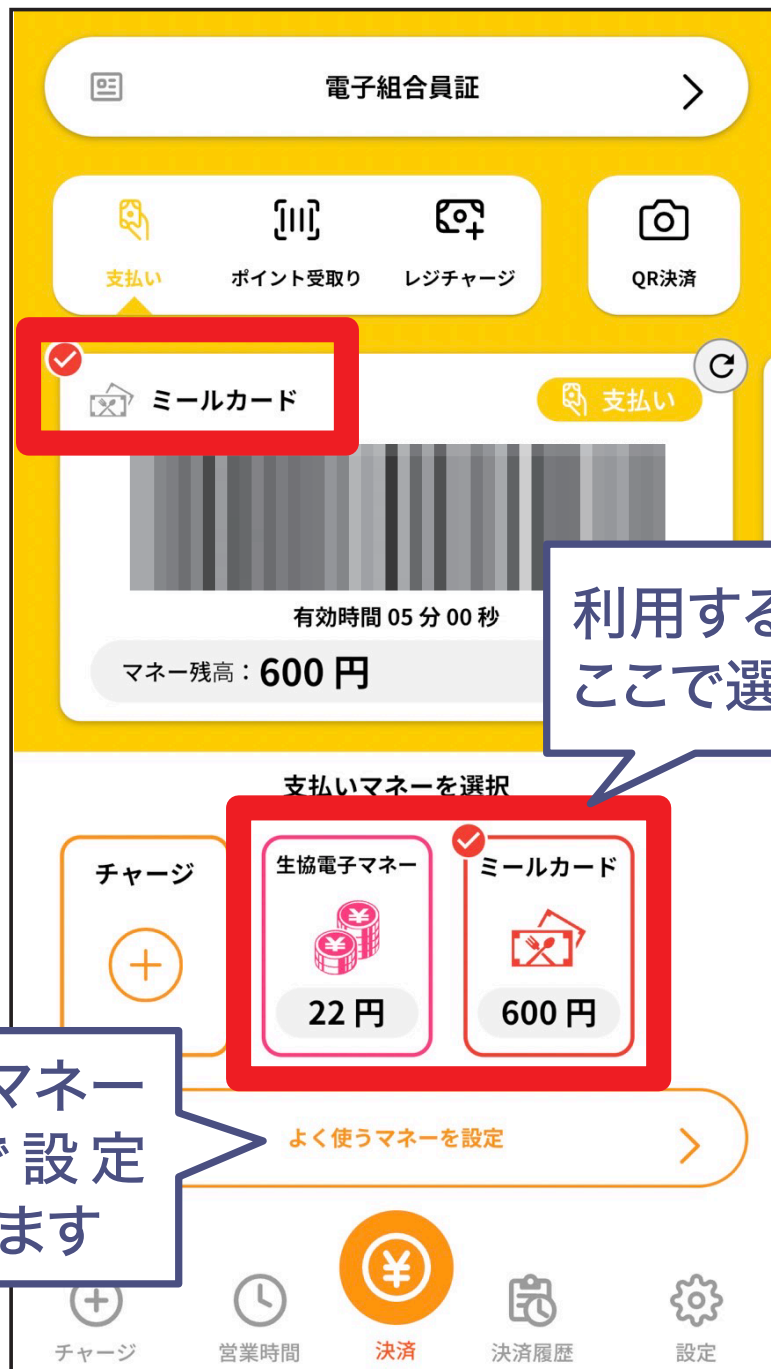 電子組合員証
支払い
ポイント受取り
レジチャージ
QR決済
ミールカード
支払い
有効時間 05 分 00 秒
マネー残高：600 円
利用する
ここで選
支払いマネーを選択
チャージ
生協電子マネー
22 円
ミールカード
600 円
マネー
設定
ます
よく使うマネーを設定
チャージ
営業時間
決済
決済履歴
設定